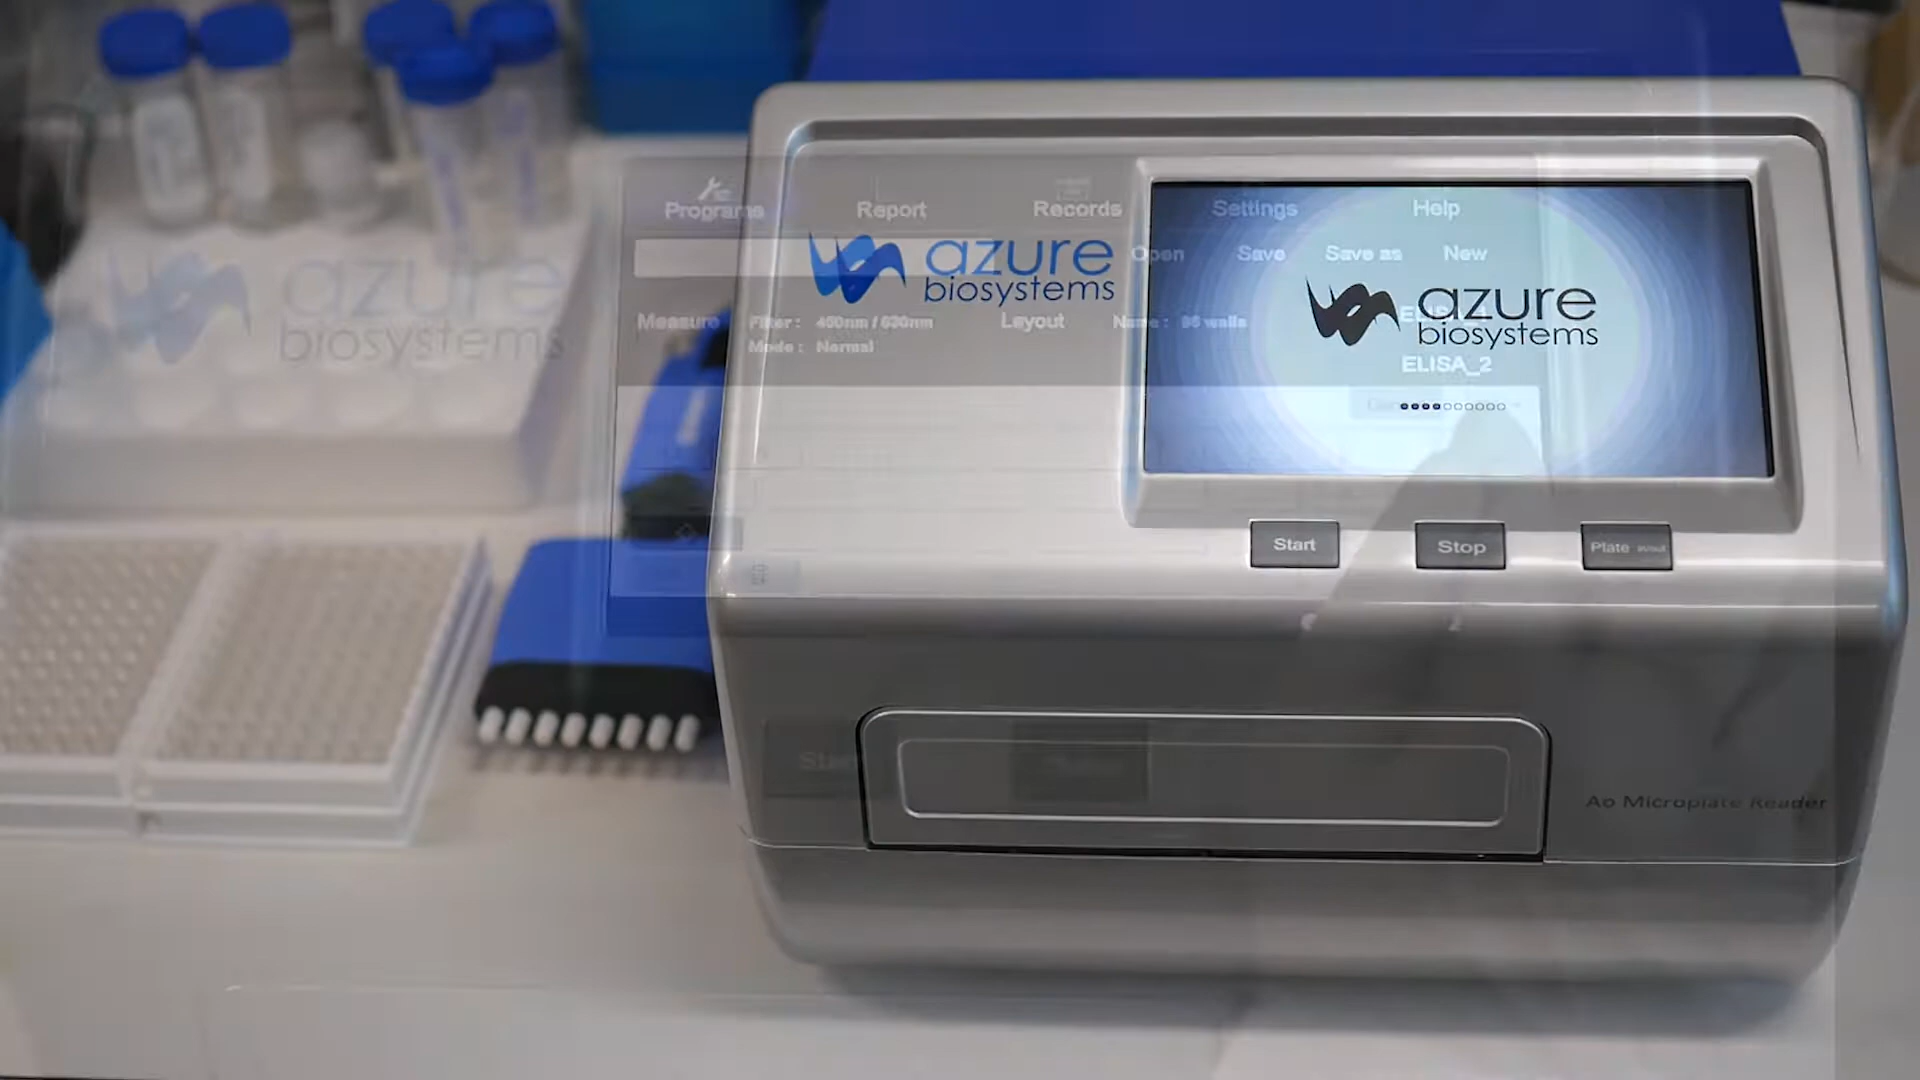 Programs Report Records Settings Help
Open Save Save as New
azure
biosystems
azure
biosystems
azure
biosystems
Measure Filter : 450nm / 630nm Layout Name : 96 wells
Mode : Normal
ELISA_2
Start Stop Plate
Start
Ao Microplate Reader